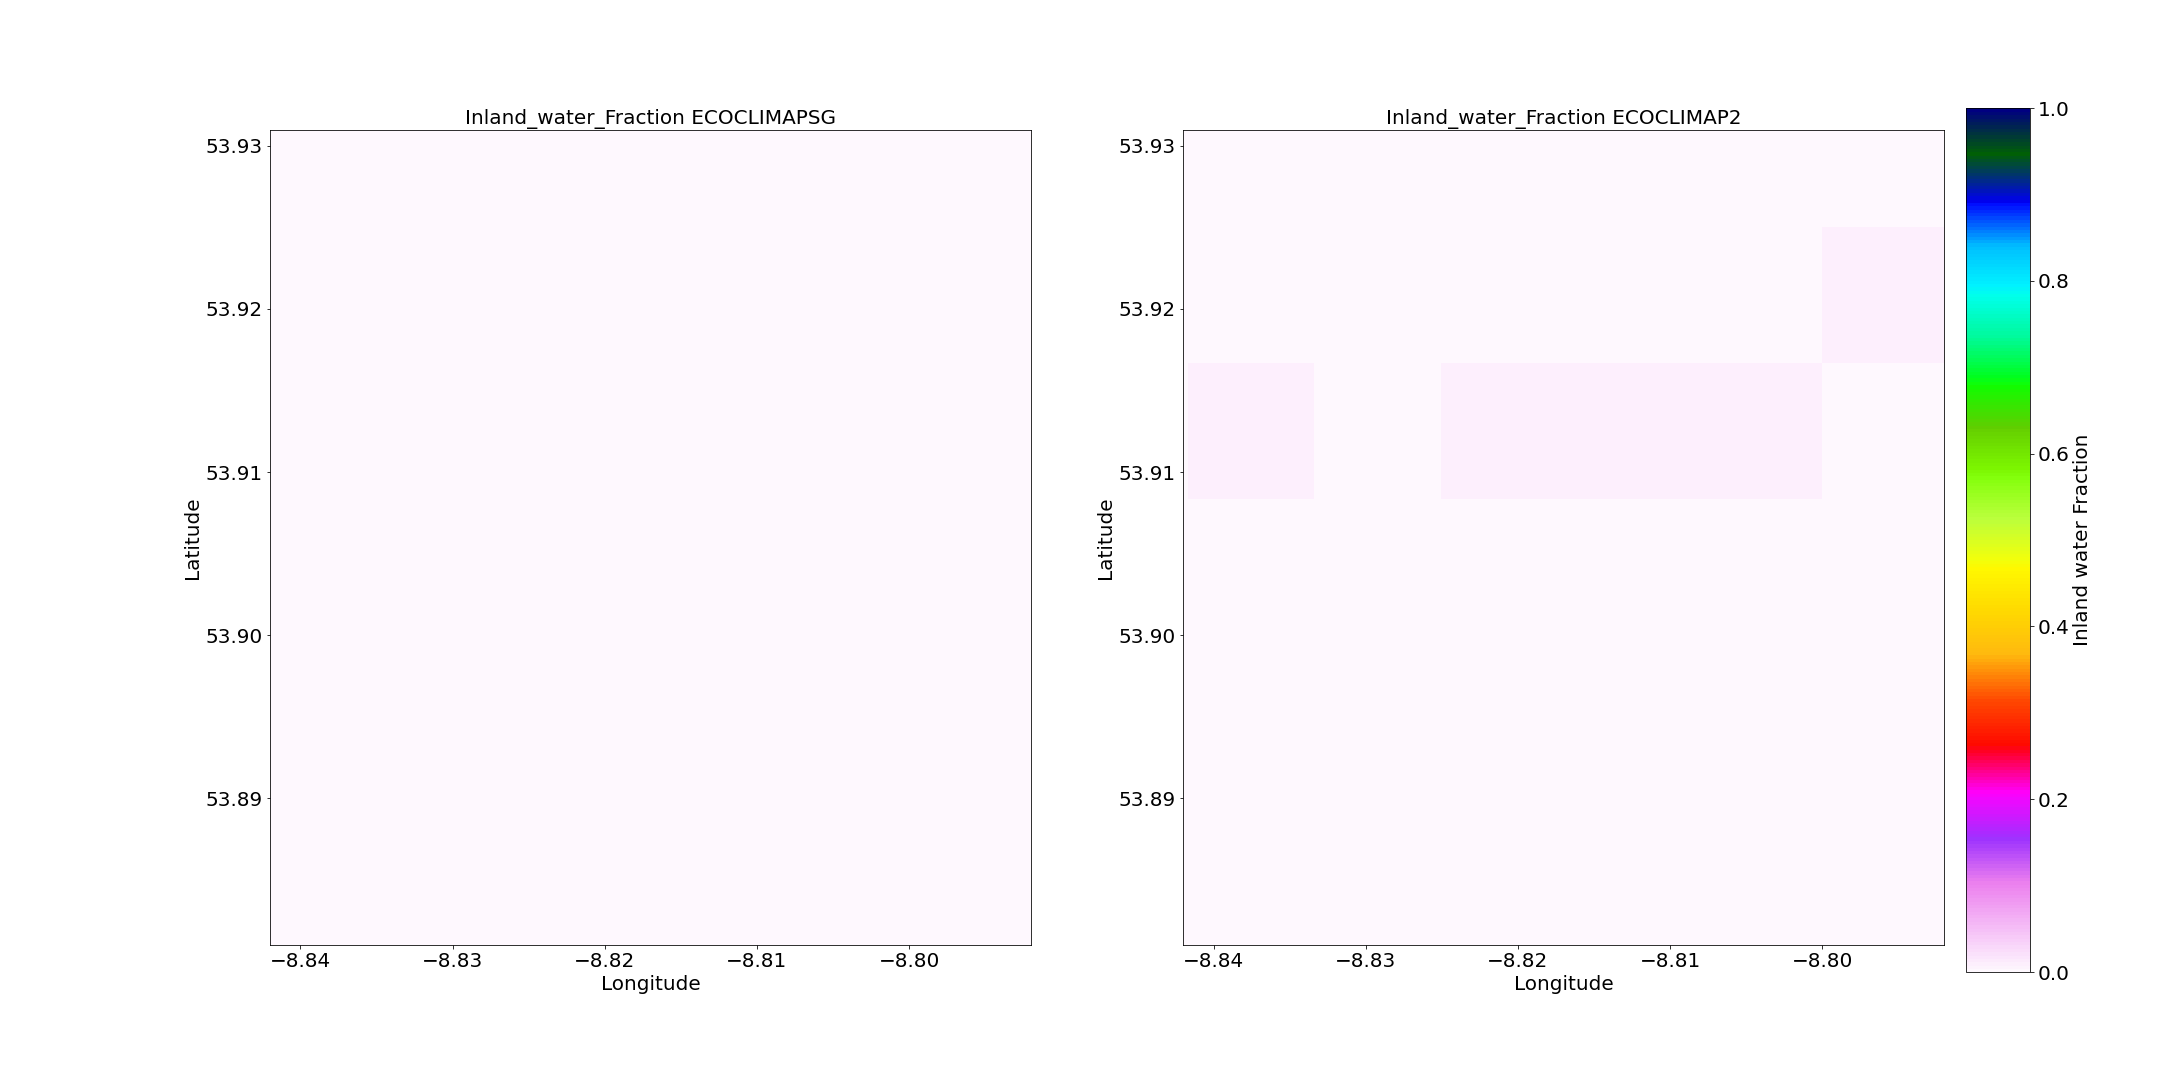 Inland_water_Fraction ECOCLIMAPSG
53.93
53.92
53.91
53.90
53.89
Latitude
−8.84 −8.83 −8.82 −8.81 −8.80
Longitude
Inland_water_Fraction ECOCLIMAP2
53.93
53.92
53.91
53.90
53.89
Latitude
−8.84 −8.83 −8.82 −8.81 −8.80
Longitude
1.0
0.8
0.6
0.4
0.2
0.0
Inland water Fraction